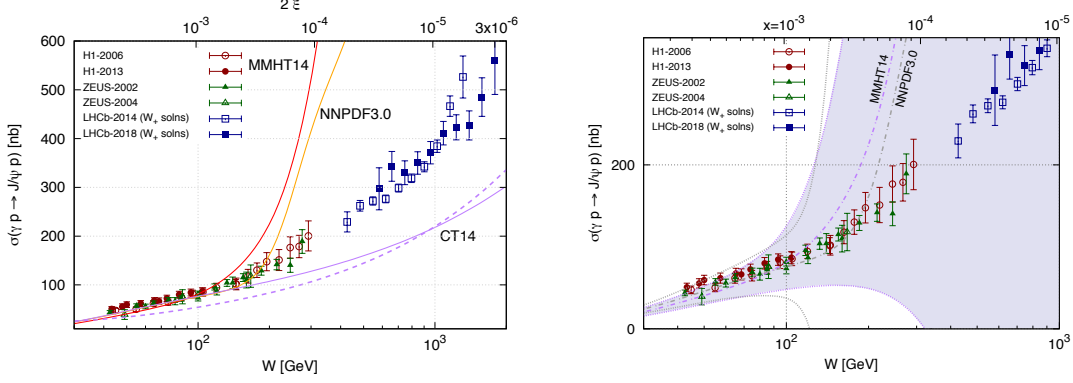 2 ξ
10⁻³ 10⁻⁴ 10⁻⁵ 3x10⁻⁶
600
500
400
300
200
100
σ(γ p → J/ψ p) [nb]
H1-2006
H1-2013
ZEUS-2002
ZEUS-2004
LHCb-2014 (W₊ solns)
LHCb-2018 (W₊ solns)
MMHT14
NNPDF3.0
CT14
10² 10³
W [GeV]
x=10⁻³ 10⁻⁴ 10⁻⁵
200
0
σ(γ p → J/ψ p) [nb]
H1-2006
H1-2013
ZEUS-2002
ZEUS-2004
LHCb-2014 (W₊ solns)
LHCb-2018 (W₊ solns)
MMHT14
NNPDF3.0
10² 10³
W [GeV]